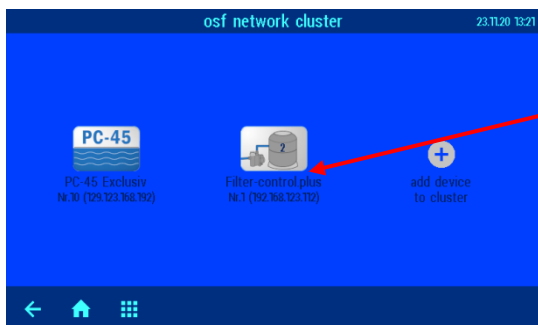 osf network cluster
23.11.20 13:21
PC-45
2
PC-45 Exclusiv
Nr.10 (129.123.168.192)
Filter-control.plus
Nr.1 (192.168.123.112)
add device
to cluster